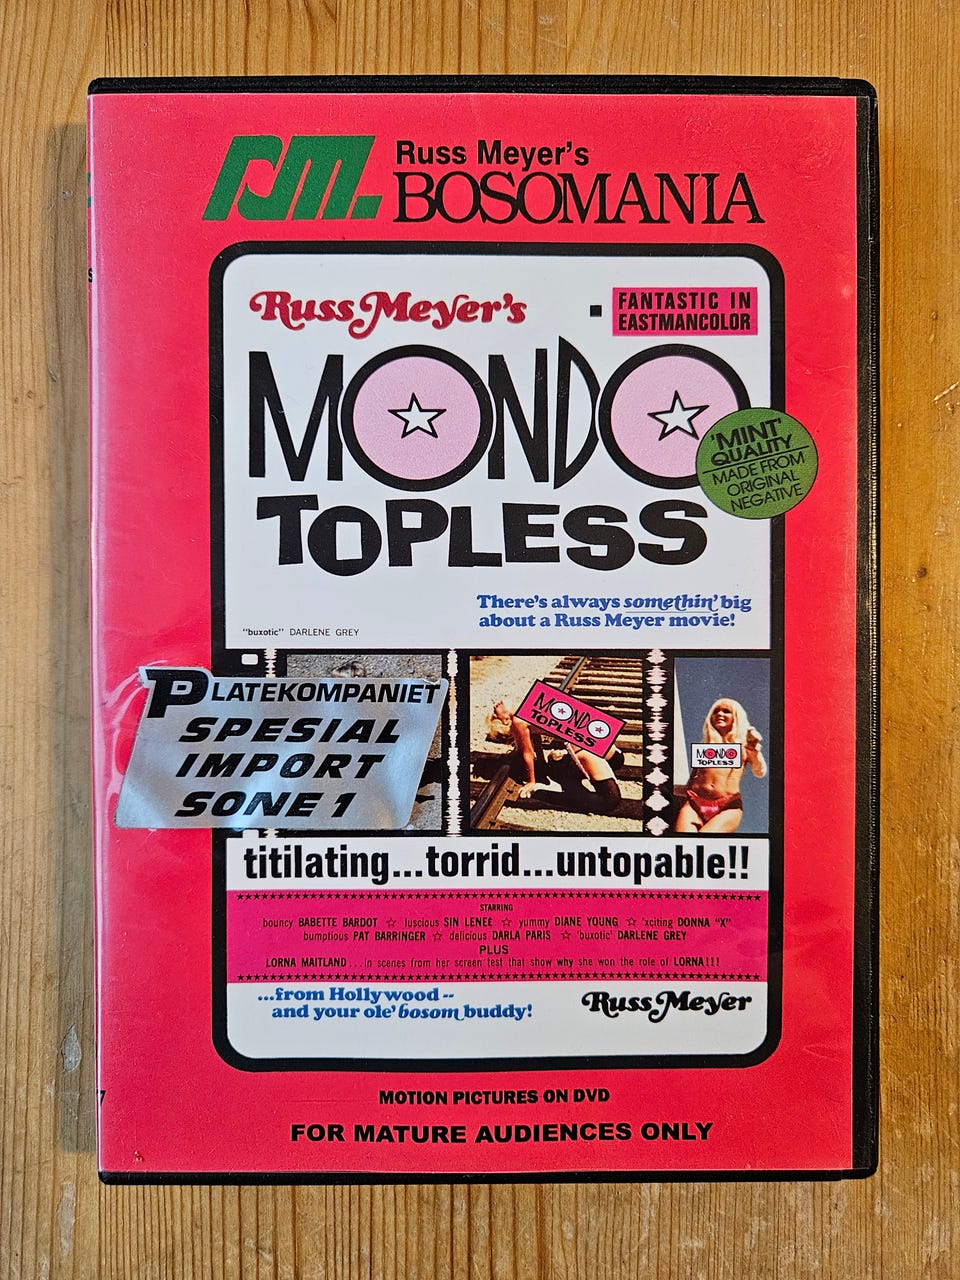 RM.
Russ Meyer's
BOSOMANIA
Russ Meyer's
FANTASTIC IN
EASTMANCOLOR
MONDO
TOPLESS
'MINT'
QUALITY
MADE FROM
ORIGINAL
NEGATIVE
There's always somethin' big
about a Russ Meyer movie!
"buxotic" DARLENE GREY
PLATEKOMPANIET
SPESIAL
IMPORT
SONE 1
MONDO
TOPLESS
MONDO
TOPLESS
titilating...torrid...untopable!!
STARRING
bouncy BABETTE BARDOT ☆ luscious SIN LENEE ☆ yummy DIANE YOUNG ☆ 'xciting DONNA "X"
bumptious PAT BARRINGER ☆ delicious DARLA PARIS ☆ 'buxotic' DARLENE GREY
PLUS
LORNA MAITLAND...in scenes from her screen test that show why she won the role of LORNA!!!
...from Hollywood --
and your ole' bosom buddy!
Russ Meyer
MOTION PICTURES ON DVD
FOR MATURE AUDIENCES ONLY